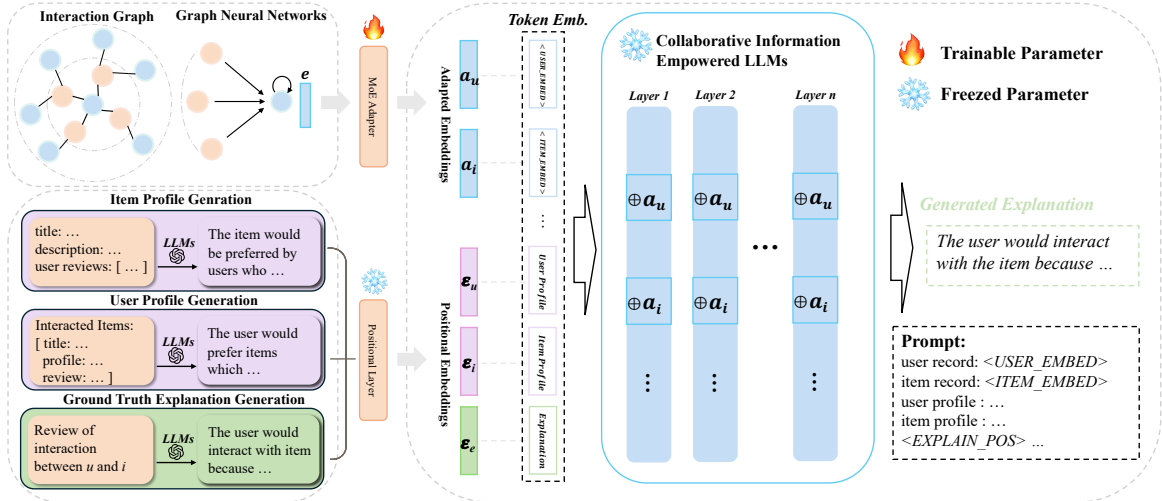 Interaction Graph
Graph Neural Networks
e
MoE Adapter
Item Profile Genration
title: …
description: …
user reviews: [ … ]
LLMs
The item would
be preferred by
users who …
User Profile Generation
Interacted Items:
[ title: …
profile: …
review: … ]
LLMs
The user would
prefer items
which …
Ground Truth Explanation Generation
Review of
interaction
between u and i
LLMs
The user would
interact with item
because …
Positional Layer
Token Emb.
Adapted Embeddings
a_u
<USER_EMBED>
a_i
<ITEM_EMBED>
…
Positional Embeddings
ε_u
User Profile
ε_i
Item Profile
ε_e
Explanation
Collaborative Information
Empowered LLMs
Layer 1
Layer 2
Layer n
⊕a_u
⊕a_u
⊕a_u
…
⊕a_i
⊕a_i
⊕a_i
⋮
⋮
⋮
Trainable Parameter
Freezed Parameter
Generated Explanation
The user would interact
with the item because …
Prompt:
user record: <USER_EMBED>
item record: <ITEM_EMBED>
user profile : …
item profile : …
<EXPLAIN_POS> …